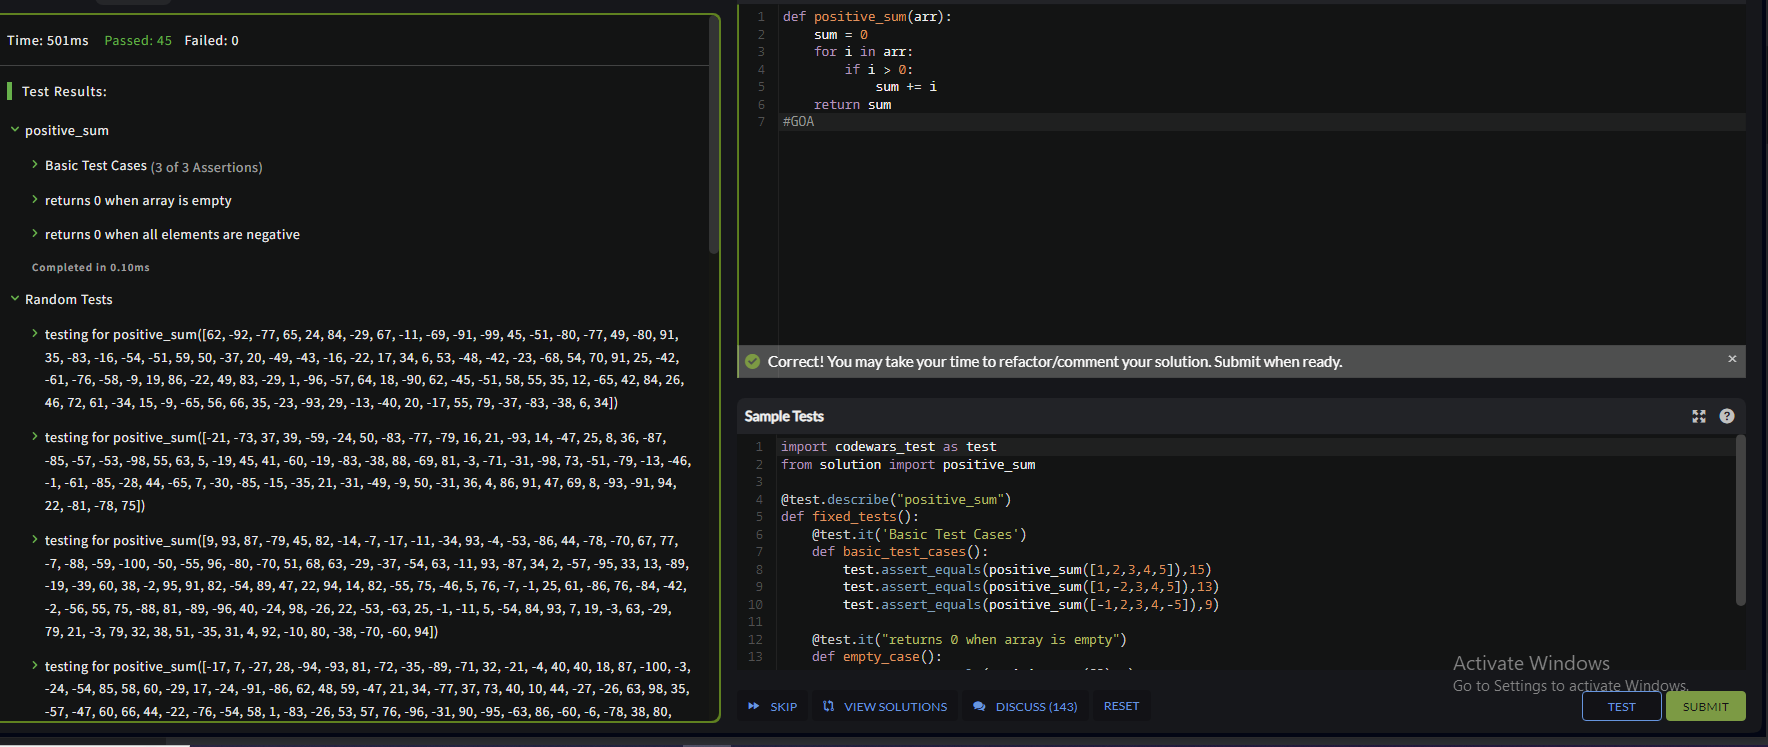 Time: 501ms Passed: 45 Failed: 0
Test Results:
positive_sum
Basic Test Cases (3 of 3 Assertions)
returns 0 when array is empty
returns 0 when all elements are negative
Completed in 0.10ms
Random Tests
testing for positive_sum([62, -92, -77, 65, 24, 84, -29, 67, -11, -69, -91, -99, 45, -51, -80, -77, 49, -80, 91,
35, -83, -16, -54, -51, 59, 50, -37, 20, -49, -43, -16, -22, 17, 34, 6, 53, -48, -42, -23, -68, 54, 70, 91, 25, -42,
-61, -76, -58, -9, 19, 86, -22, 49, 83, -29, 1, -96, -57, 64, 18, -90, 62, -45, -51, 58, 55, 35, 12, -65, 42, 84, 26,
46, 72, 61, -34, 15, -9, -65, 56, 66, 35, -23, -93, 29, -13, -40, 20, -17, 55, 79, -37, -83, -38, 6, 34])
testing for positive_sum([-21, -73, 37, 39, -59, -24, 50, -83, -77, -79, 16, 21, -93, 14, -47, 25, 8, 36, -87,
-85, -57, -53, -98, 55, 63, 5, -19, 45, 41, -60, -19, -83, -38, 88, -69, 81, -3, -71, -31, -98, 73, -51, -79, -13, -46,
-1, -61, -85, -28, 44, -65, 7, -30, -85, -15, -35, 21, -31, -49, -9, 50, -31, 36, 4, 86, 91, 47, 69, 8, -93, -91, 94,
22, -81, -78, 75])
testing for positive_sum([9, 93, 87, -79, 45, 82, -14, -7, -17, -11, -34, 93, -4, -53, -86, 44, -78, -70, 67, 77,
-7, -88, -59, -100, -50, -55, 96, -80, -70, 51, 68, 63, -29, -37, -54, 63, -11, 93, -87, 34, 2, -57, -95, 33, 13, -89,
-19, -39, 60, 38, -2, 95, 91, 82, -54, 89, 47, 22, 94, 14, 82, -55, 75, -46, 5, 76, -7, -1, 25, 61, -86, 76, -84, -42,
-2, -56, 55, 75, -88, 81, -89, -96, 40, -24, 98, -26, 22, -53, -63, 25, -1, -11, 5, -54, 84, 93, 7, 19, -3, 63, -29,
79, 21, -3, 79, 32, 38, 51, -35, 31, 4, 92, -10, 80, -38, -70, -60, 94])
testing for positive_sum([-17, 7, -27, 28, -94, -93, 81, -72, -35, -89, -71, 32, -21, -4, 40, 40, 18, 87, -100, -3,
-24, -54, 85, 58, 60, -29, 17, -24, -91, -86, 62, 48, 59, -47, 21, 34, -77, 37, 73, 40, 10, 44, -27, -26, 63, 98, 35,
-57, -47, 60, 66, 44, -22, -76, -54, 58, 1, -83, -26, 53, 57, 76, -96, -31, 90, -95, -63, 86, -60, -6, -78, 38, 80,
1 def positive_sum(arr):
2 sum = 0
3 for i in arr:
4 if i > 0:
5 sum += i
6 return sum
7 #GOA
Correct! You may take your time to refactor/comment your solution. Submit when ready. ×
Sample Tests ?
1 import codewars_test as test
2 from solution import positive_sum
3
4 @test.describe("positive_sum")
5 def fixed_tests():
6 @test.it('Basic Test Cases')
7 def basic_test_cases():
8 test.assert_equals(positive_sum([1,2,3,4,5]),15)
9 test.assert_equals(positive_sum([1,-2,3,4,5]),13)
10 test.assert_equals(positive_sum([-1,2,3,4,-5]),9)
11
12 @test.it("returns 0 when array is empty")
13 def empty_case():
Activate Windows
Go to Settings to activate Windows.
SKIP VIEW SOLUTIONS DISCUSS (143) RESET TEST SUBMIT